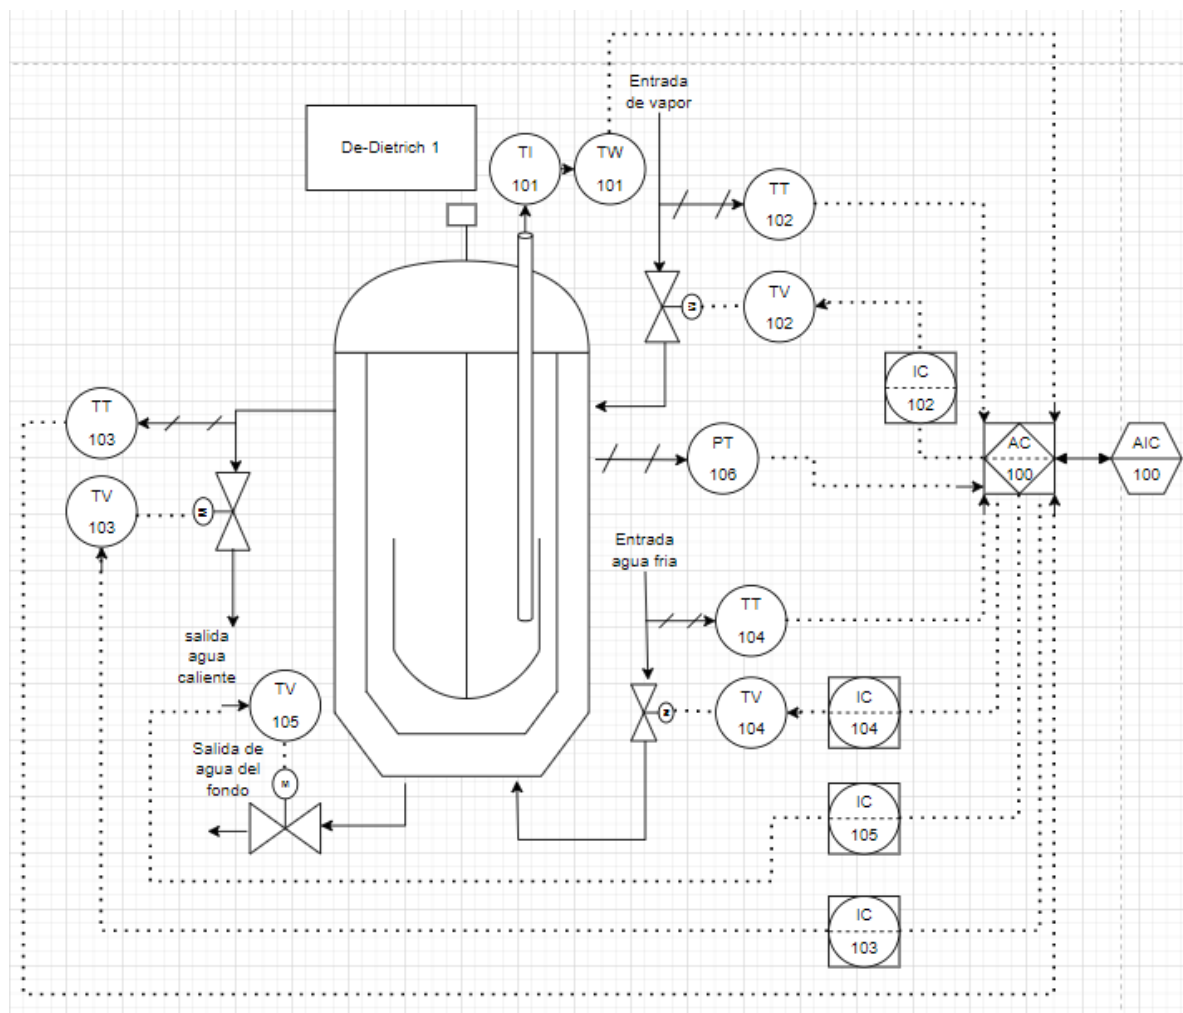 Entrada
de vapor
De-Dietrich 1
TI
101
TW
101
TT
102
TV
102
M
IC
102
TT
103
AC
100
AIC
100
PT
106
TV
103
M
Entrada
agua fria
TT
104
salida
agua
caliente
TV
105
TV
104
M
IC
104
Salida de
agua del
fondo
M
IC
105
IC
103